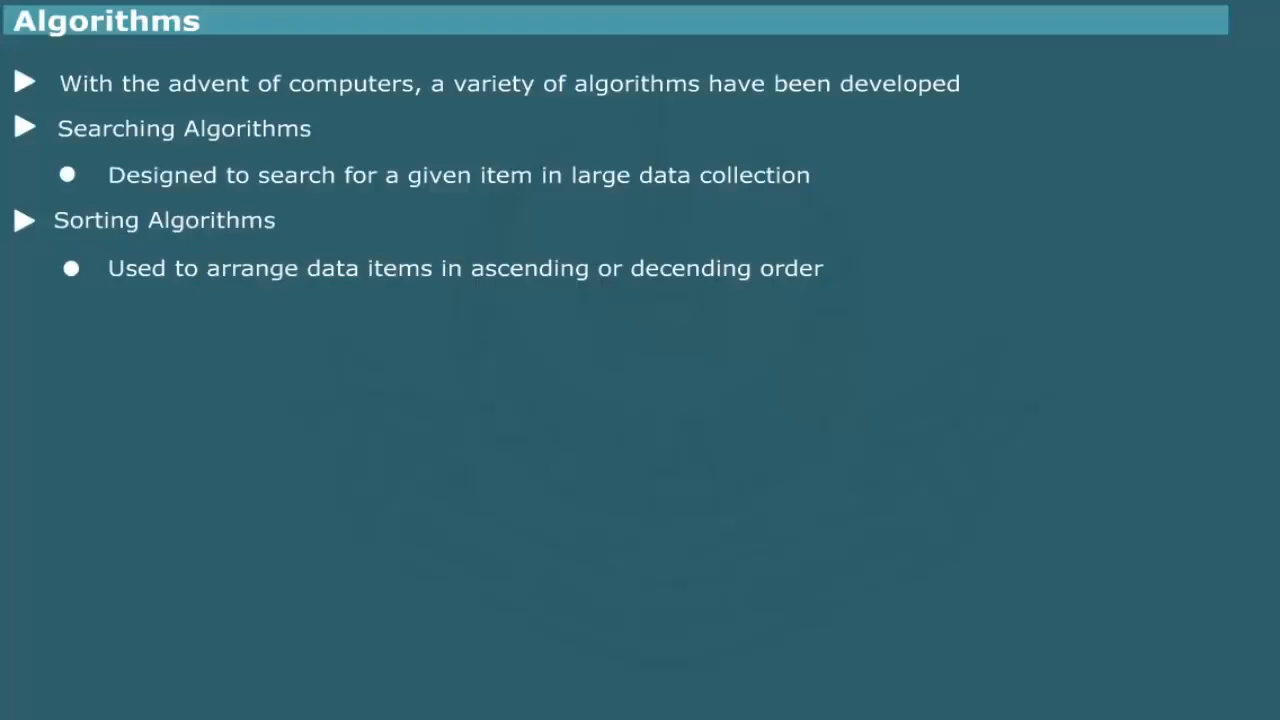 Algorithms
With the advent of computers, a variety of algorithms have been developed
Searching Algorithms
Designed to search for a given item in large data collection
Sorting Algorithms
Used to arrange data items in ascending or decending order